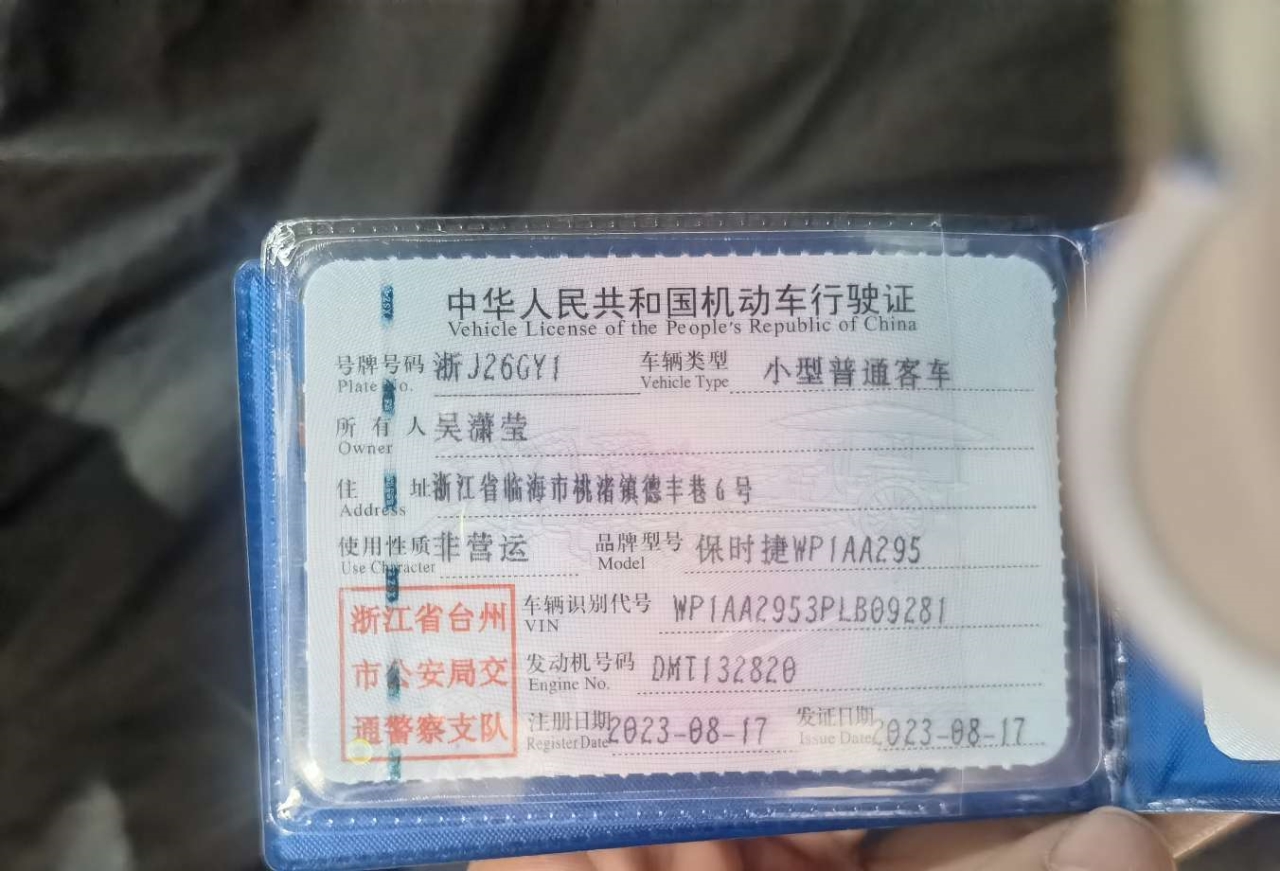 中华人民共和国机动车行驶证
Vehicle License of the People's Republic of China
号牌号码 浙J26GY1 车辆类型 小型普通客车
Plate No. Vehicle Type
所有人 吴潇莹
Owner
住址 浙江省临海市桃渚镇德丰巷6号
Address
使用性质 非营运 品牌型号 保时捷WP1AA295
Use Character Model
浙江省台州 车辆识别代号 WP1AA2953PLB09281
VIN
市公安局交 发动机号码 DMT132820
Engine No.
通警察支队 注册日期 2023-08-17 发证日期 2023-08-17
Register Date Issue Date